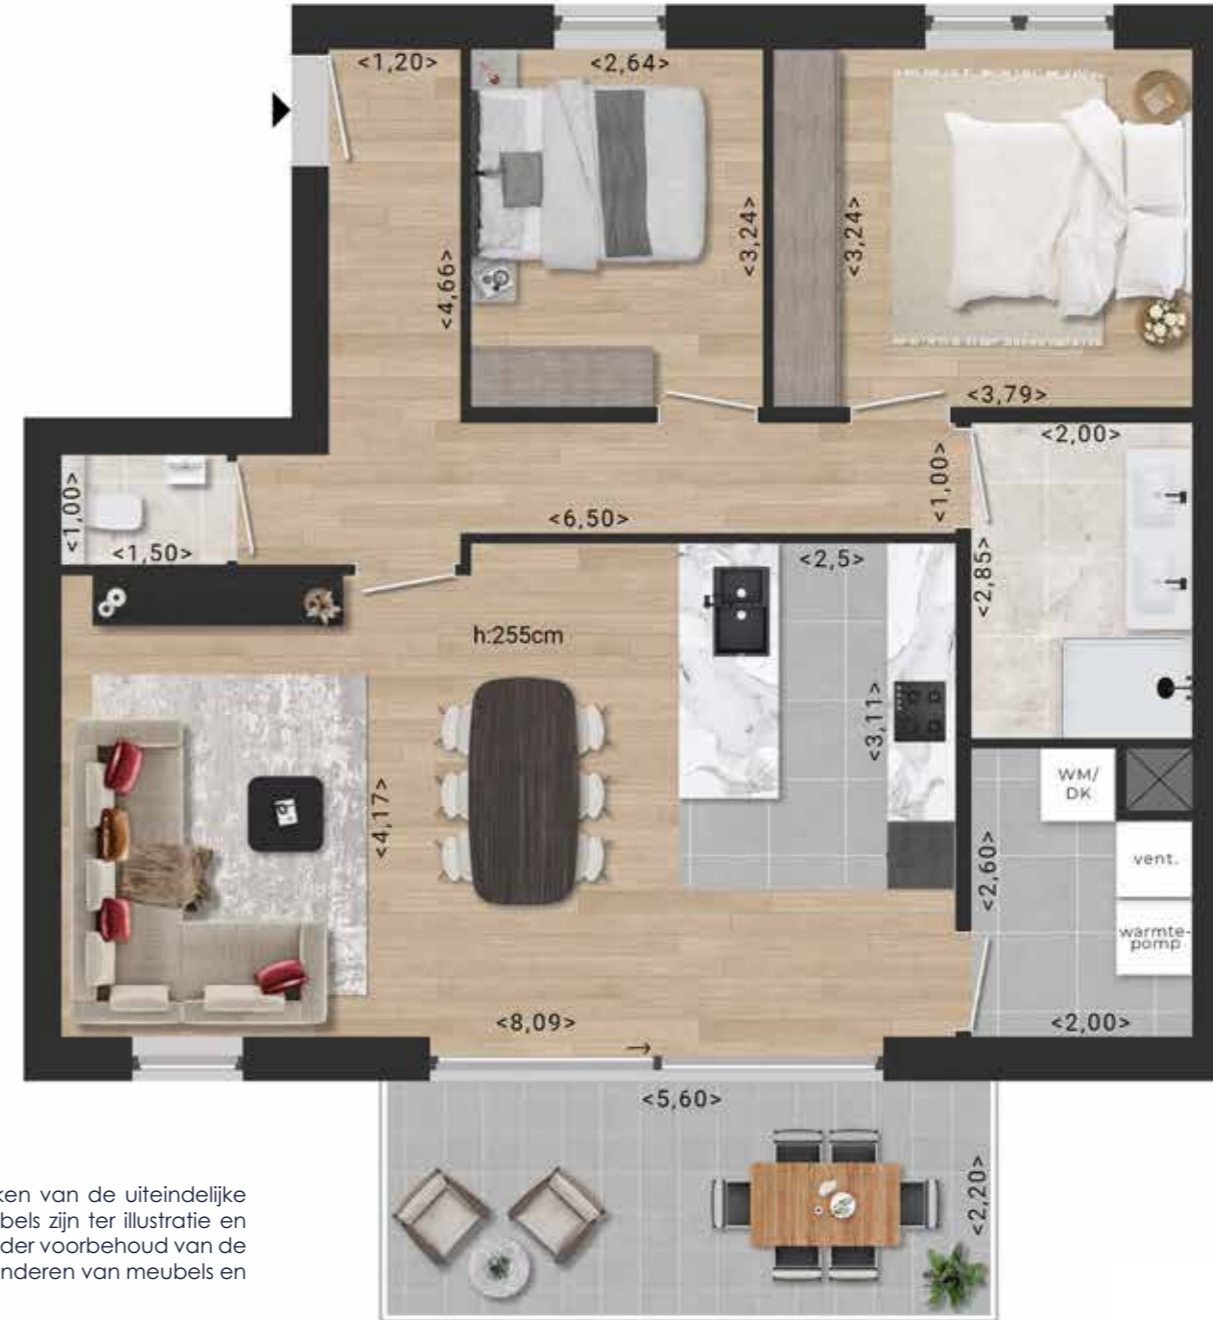 <1,20>
<2,64>
<4,66>
<3,24>
<3,24>
<3,79>
<2,00>
<1,00>
<1,50>
<6,50>
<1,00>
<2,5>
<2,85>
h:255cm
<3,11>
<4,17>
WM/
DK
vent.
<2,60>
warmte-
pomp
<8,09>
→
<2,00>
<5,60>
<2,20>
ken van de uiteindelijke
bels zijn ter illustratie en
der voorbehoud van de
nderen van meubels en